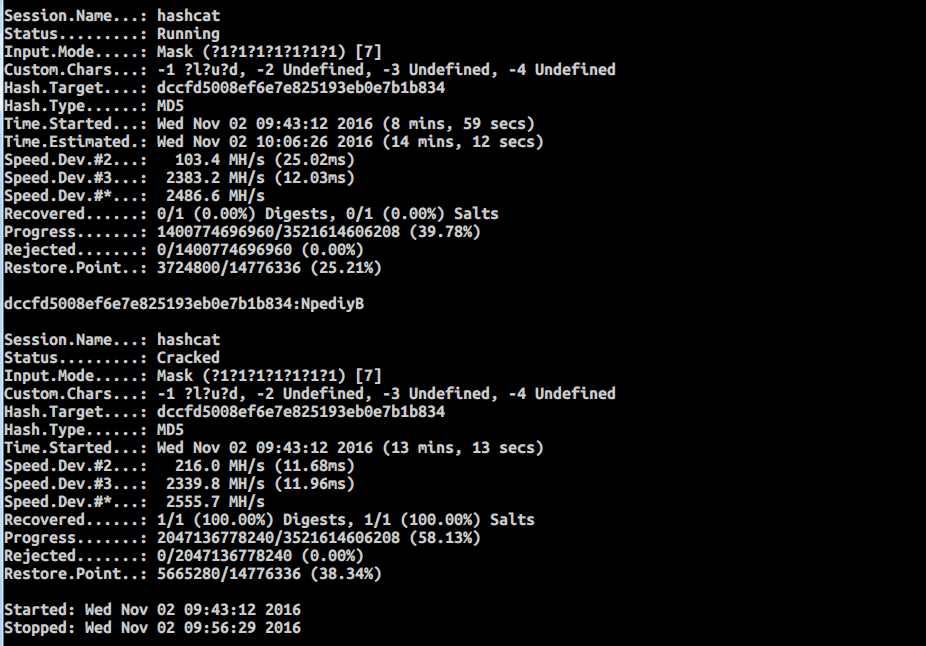 Session.Name...: hashcat
Status.........: Running
Input.Mode.....: Mask (?1?1?1?1?1?1?1) [7]
Custom.Chars...: -1 ?l?u?d, -2 Undefined, -3 Undefined, -4 Undefined
Hash.Target....: dccfd5008ef6e7e825193eb0e7b1b834
Hash.Type......: MD5
Time.Started...: Wed Nov 02 09:43:12 2016 (8 mins, 59 secs)
Time.Estimated.: Wed Nov 02 10:06:26 2016 (14 mins, 12 secs)
Speed.Dev.#2...:   103.4 MH/s (25.02ms)
Speed.Dev.#3...:  2383.2 MH/s (12.03ms)
Speed.Dev.#*...:  2486.6 MH/s
Recovered......: 0/1 (0.00%) Digests, 0/1 (0.00%) Salts
Progress.......: 1400774696960/3521614606208 (39.78%)
Rejected.......: 0/1400774696960 (0.00%)
Restore.Point..: 3724800/14776336 (25.21%)
dccfd5008ef6e7e825193eb0e7b1b834:NpediyB
Session.Name...: hashcat
Status.........: Cracked
Input.Mode.....: Mask (?1?1?1?1?1?1?1) [7]
Custom.Chars...: -1 ?l?u?d, -2 Undefined, -3 Undefined, -4 Undefined
Hash.Target....: dccfd5008ef6e7e825193eb0e7b1b834
Hash.Type......: MD5
Time.Started...: Wed Nov 02 09:43:12 2016 (13 mins, 13 secs)
Speed.Dev.#2...:   216.0 MH/s (11.68ms)
Speed.Dev.#3...:  2339.8 MH/s (11.96ms)
Speed.Dev.#*...:  2555.7 MH/s
Recovered......: 1/1 (100.00%) Digests, 1/1 (100.00%) Salts
Progress.......: 2047136778240/3521614606208 (58.13%)
Rejected.......: 0/2047136778240 (0.00%)
Restore.Point..: 5665280/14776336 (38.34%)
Started: Wed Nov 02 09:43:12 2016
Stopped: Wed Nov 02 09:56:29 2016